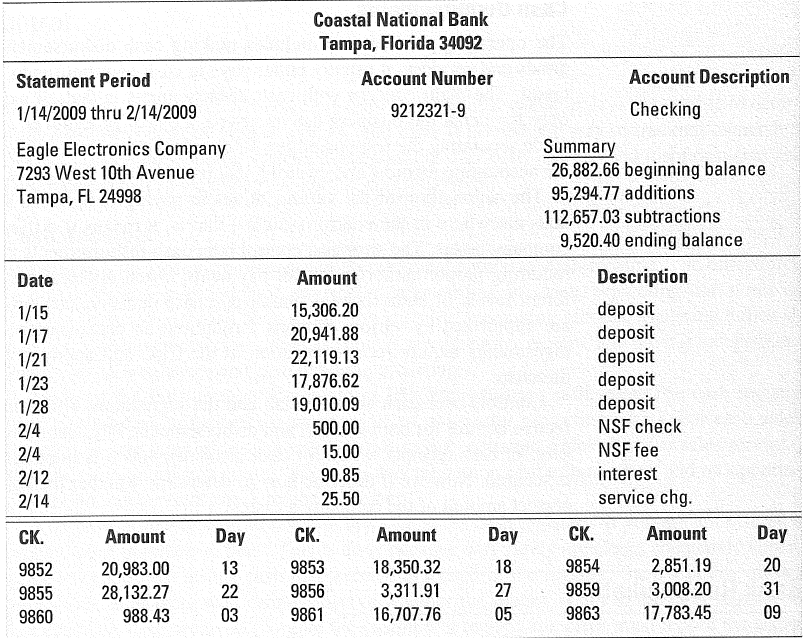 Coastal National Bank
Tampa, Florida 34092
Statement Period Account Number Account Description
1/14/2009 thru 2/14/2009 9212321-9 Checking
Eagle Electronics Company Summary
7293 West 10th Avenue 26,882.66 beginning balance
Tampa, FL 24998 95,294.77 additions
112,657.03 subtractions
9,520.40 ending balance
Date Amount Description
1/15 15,306.20 deposit
1/17 20,941.88 deposit
1/21 22,119.13 deposit
1/23 17,876.62 deposit
1/28 19,010.09 deposit
2/4 500.00 NSF check
2/4 15.00 NSF fee
2/12 90.85 interest
2/14 25.50 service chg.
CK. Amount Day CK. Amount Day CK. Amount Day
9852 20,983.00 13 9853 18,350.32 18 9854 2,851.19 20
9855 28,132.27 22 9856 3,311.91 27 9859 3,008.20 31
9860 988.43 03 9861 16,707.76 05 9863 17,783.45 09